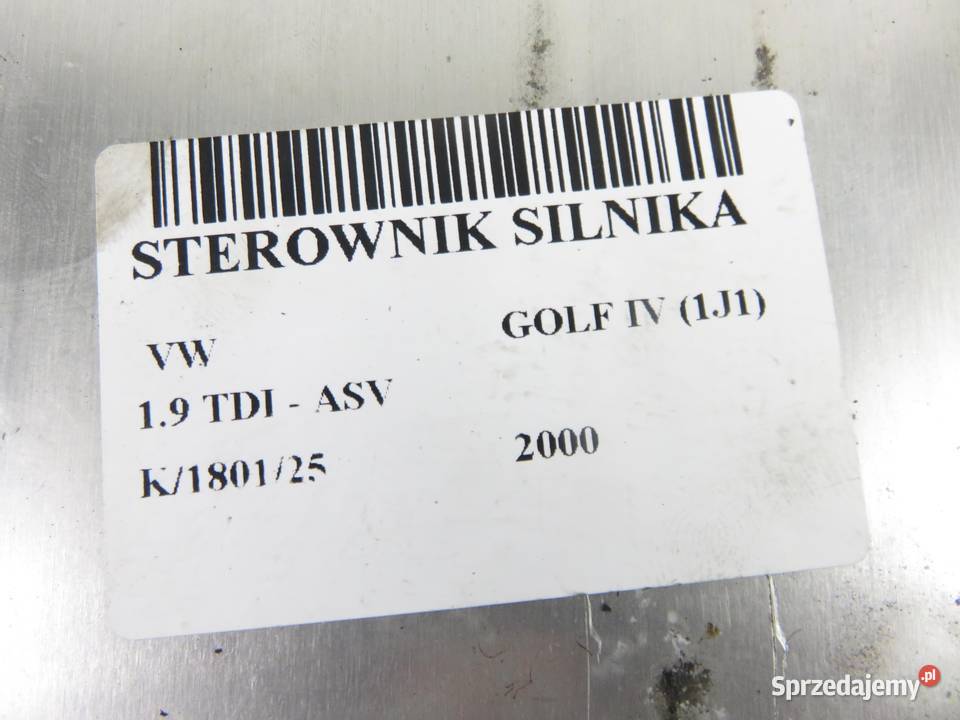 STEROWNIK SILNIKA
VW GOLF IV (1J1)
1.9 TDI - ASV
K/1801/25 2000
Sprzedajemy.pl